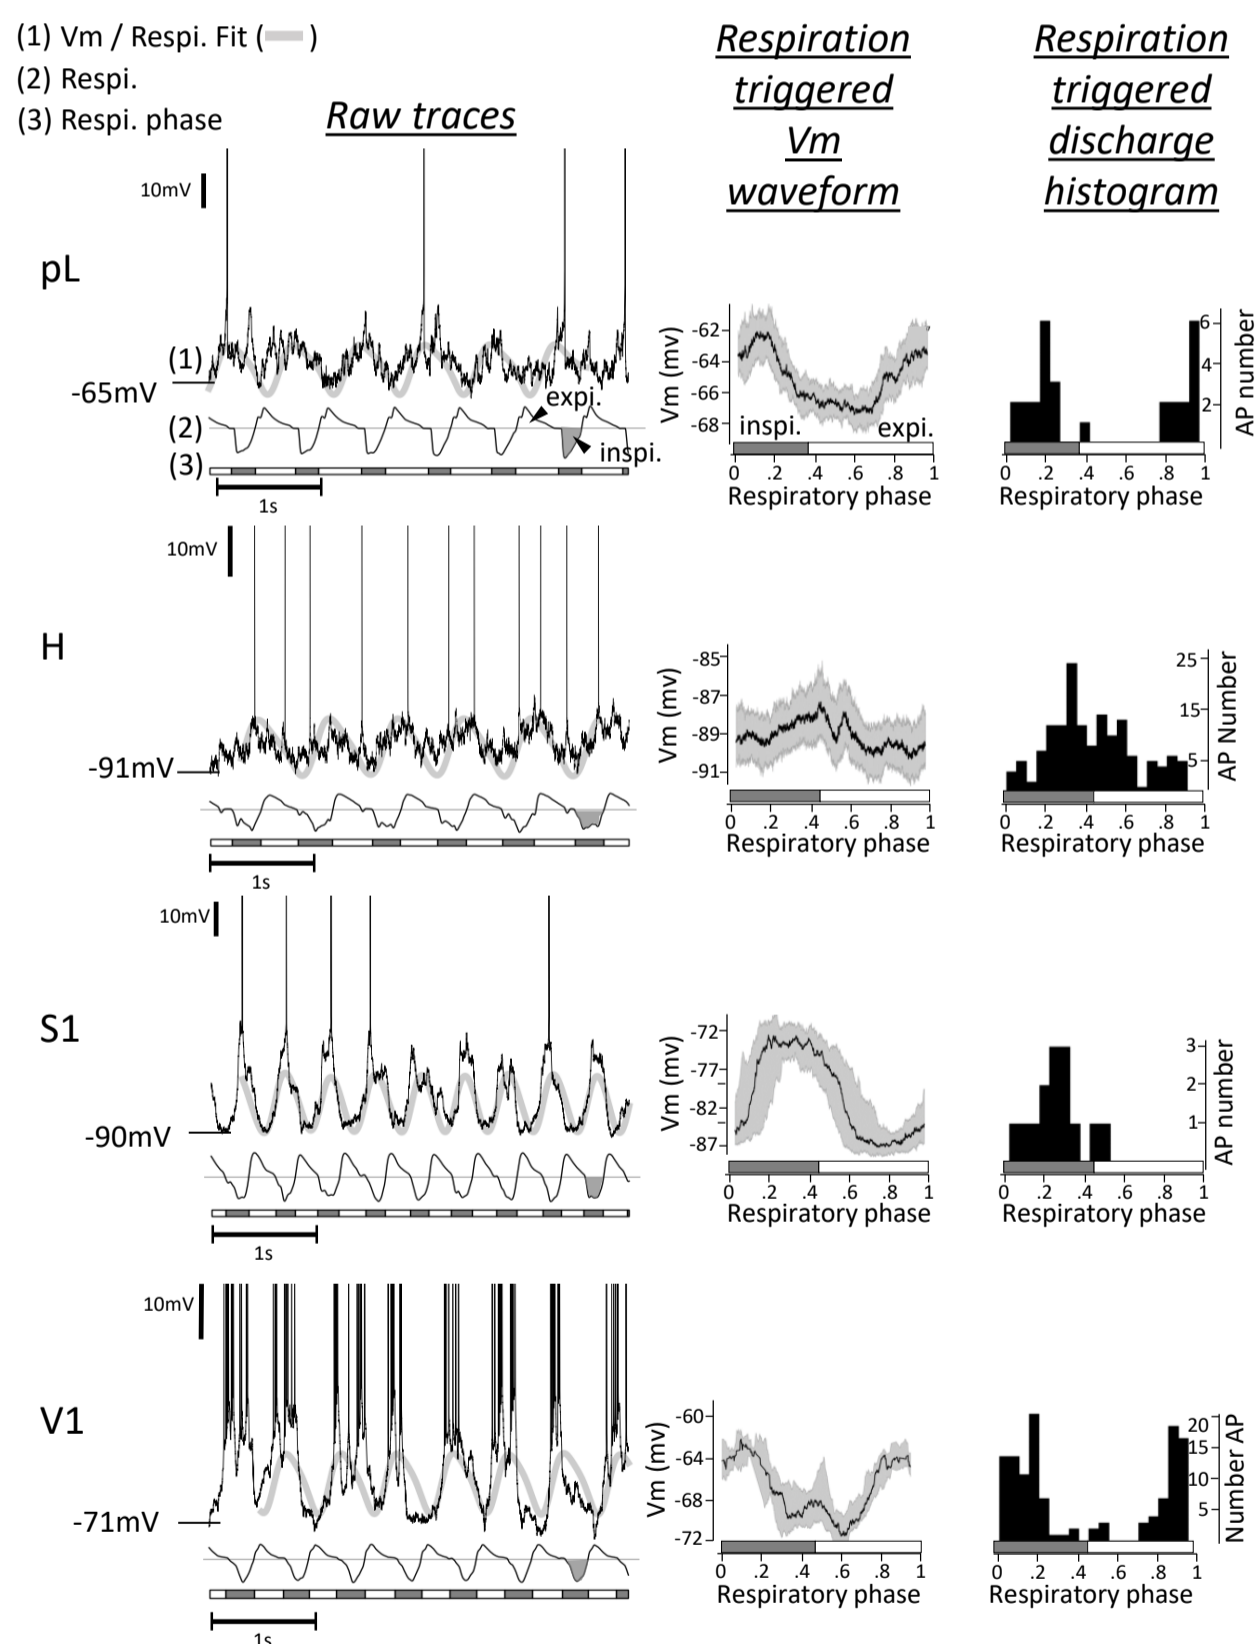 (1) Vm / Respi. Fit ( )
(2) Respi.
(3) Respi. phase
Raw traces
Respiration
triggered
Vm
waveform
Respiration
triggered
discharge
histogram
pL
10mV
-65mV
(1)
(2)
(3)
expi.
inspi.
1s
Vm (mv)
-62
-64
-66
-68
inspi.
expi.
0 .2 .4 .6 .8 1
Respiratory phase
6
4
2
AP number
0 .2 .4 .6 .8 1
Respiratory phase
H
10mV
-91mV
1s
Vm (mv)
-85
-87
-89
-91
0 .2 .4 .6 .8 1
Respiratory phase
25
15
5
AP Number
0 .2 .4 .6 .8 1
Respiratory phase
S1
10mV
-90mV
1s
Vm (mv)
-72
-77
-82
-87
0 .2 .4 .6 .8 1
Respiratory phase
3
2
1
AP number
0 .2 .4 .6 .8 1
Respiratory phase
V1
10mV
-71mV
1s
Vm (mv)
-60
-64
-68
-72
0 .2 .4 .6 .8 1
Respiratory phase
20
15
10
5
Number AP
0 .2 .4 .6 .8 1
Respiratory phase